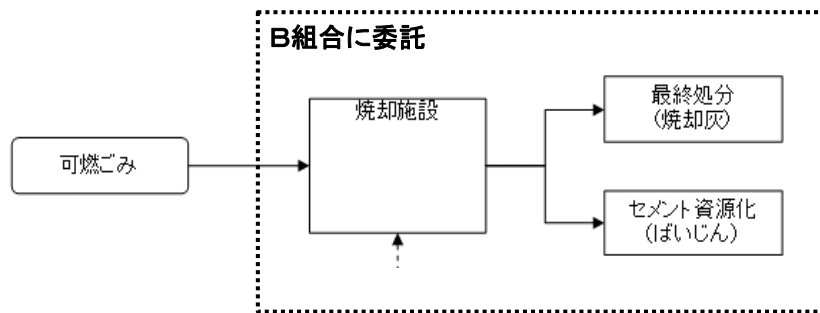 B組合に委託
可燃ごみ
焼却施設
最終処分
(焼却灰)
セメント資源化
(ばいじん)